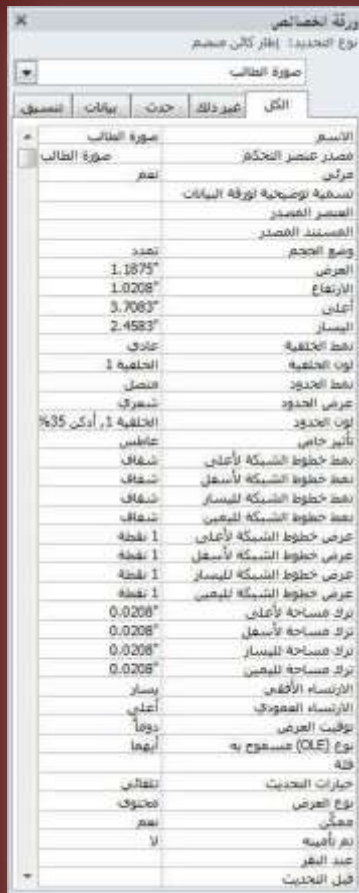 ورقة الخصائص
نوع التحديد: إطار كائن منضم
صورة الطالب
الكل غير ذلك حدث بيانات تنسيق
الاسم صورة الطالب
مصدر عنصر التحكم صورة الطالب
مرئي نعم
تسمية توضيحية لورقة البيانات
العنصر المصدر
المستند المصدر
وضع الحجم تمدد
العرض 1.1875"
الارتفاع 1.0208"
أعلى 3.7083"
اليسار 2.4583"
نمط الخلفية عادي
لون الخلفية الخلفية 1
نمط الحدود متصل
عرض الحدود شعري
لون الحدود الخلفية 1, أدكن 35%
تأثير خاص غاطس
نمط خطوط الشبكة لأعلى شفاف
نمط خطوط الشبكة لأسفل شفاف
نمط خطوط الشبكة لليسار شفاف
نمط خطوط الشبكة لليمين شفاف
عرض خطوط الشبكة لأعلى 1 نقطة
عرض خطوط الشبكة لأسفل 1 نقطة
عرض خطوط الشبكة لليسار 1 نقطة
عرض خطوط الشبكة لليمين 1 نقطة
ترك مساحة لأعلى 0.0208"
ترك مساحة لأسفل 0.0208"
ترك مساحة لليسار 0.0208"
ترك مساحة لليمين 0.0208"
الارتساء الأفقي يسار
الارتساء العمودي أعلى
توقيت العرض دوماً
نوع (OLE) مسموح به أيهما
فئة
خيارات التحديث تلقائي
نوع العرض محتوى
ممكّن نعم
تم تأمينه لا
عند النقر
قبل التحديث